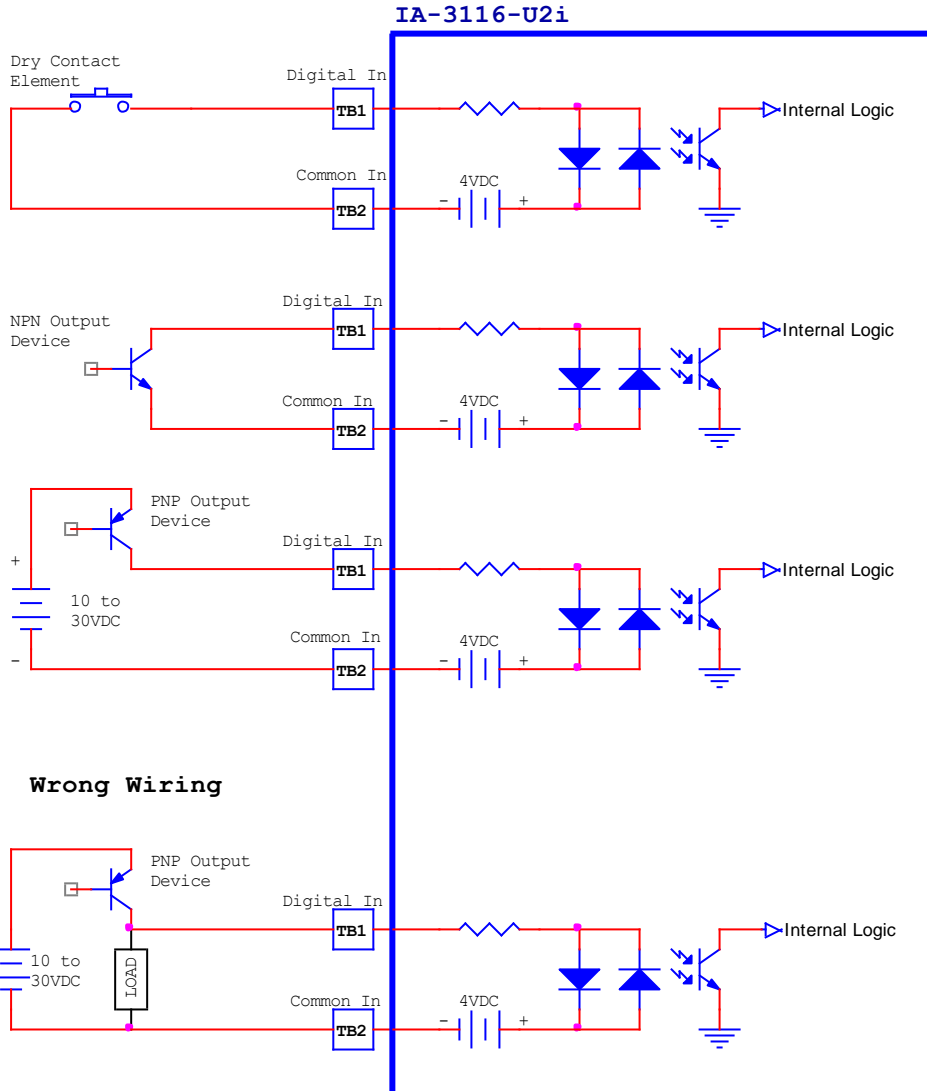 IA-3116-U2i
Dry Contact
Element
Digital In
TB1
Internal Logic
Common In
TB2
- 4VDC +
NPN Output
Device
Digital In
TB1
Internal Logic
Common In
TB2
- 4VDC +
PNP Output
Device
Digital In
TB1
Internal Logic
+
10 to
30VDC
-
Common In
TB2
- 4VDC +
Wrong Wiring
PNP Output
Device
Digital In
TB1
Internal Logic
10 to
30VDC
LOAD
Common In
TB2
- 4VDC +